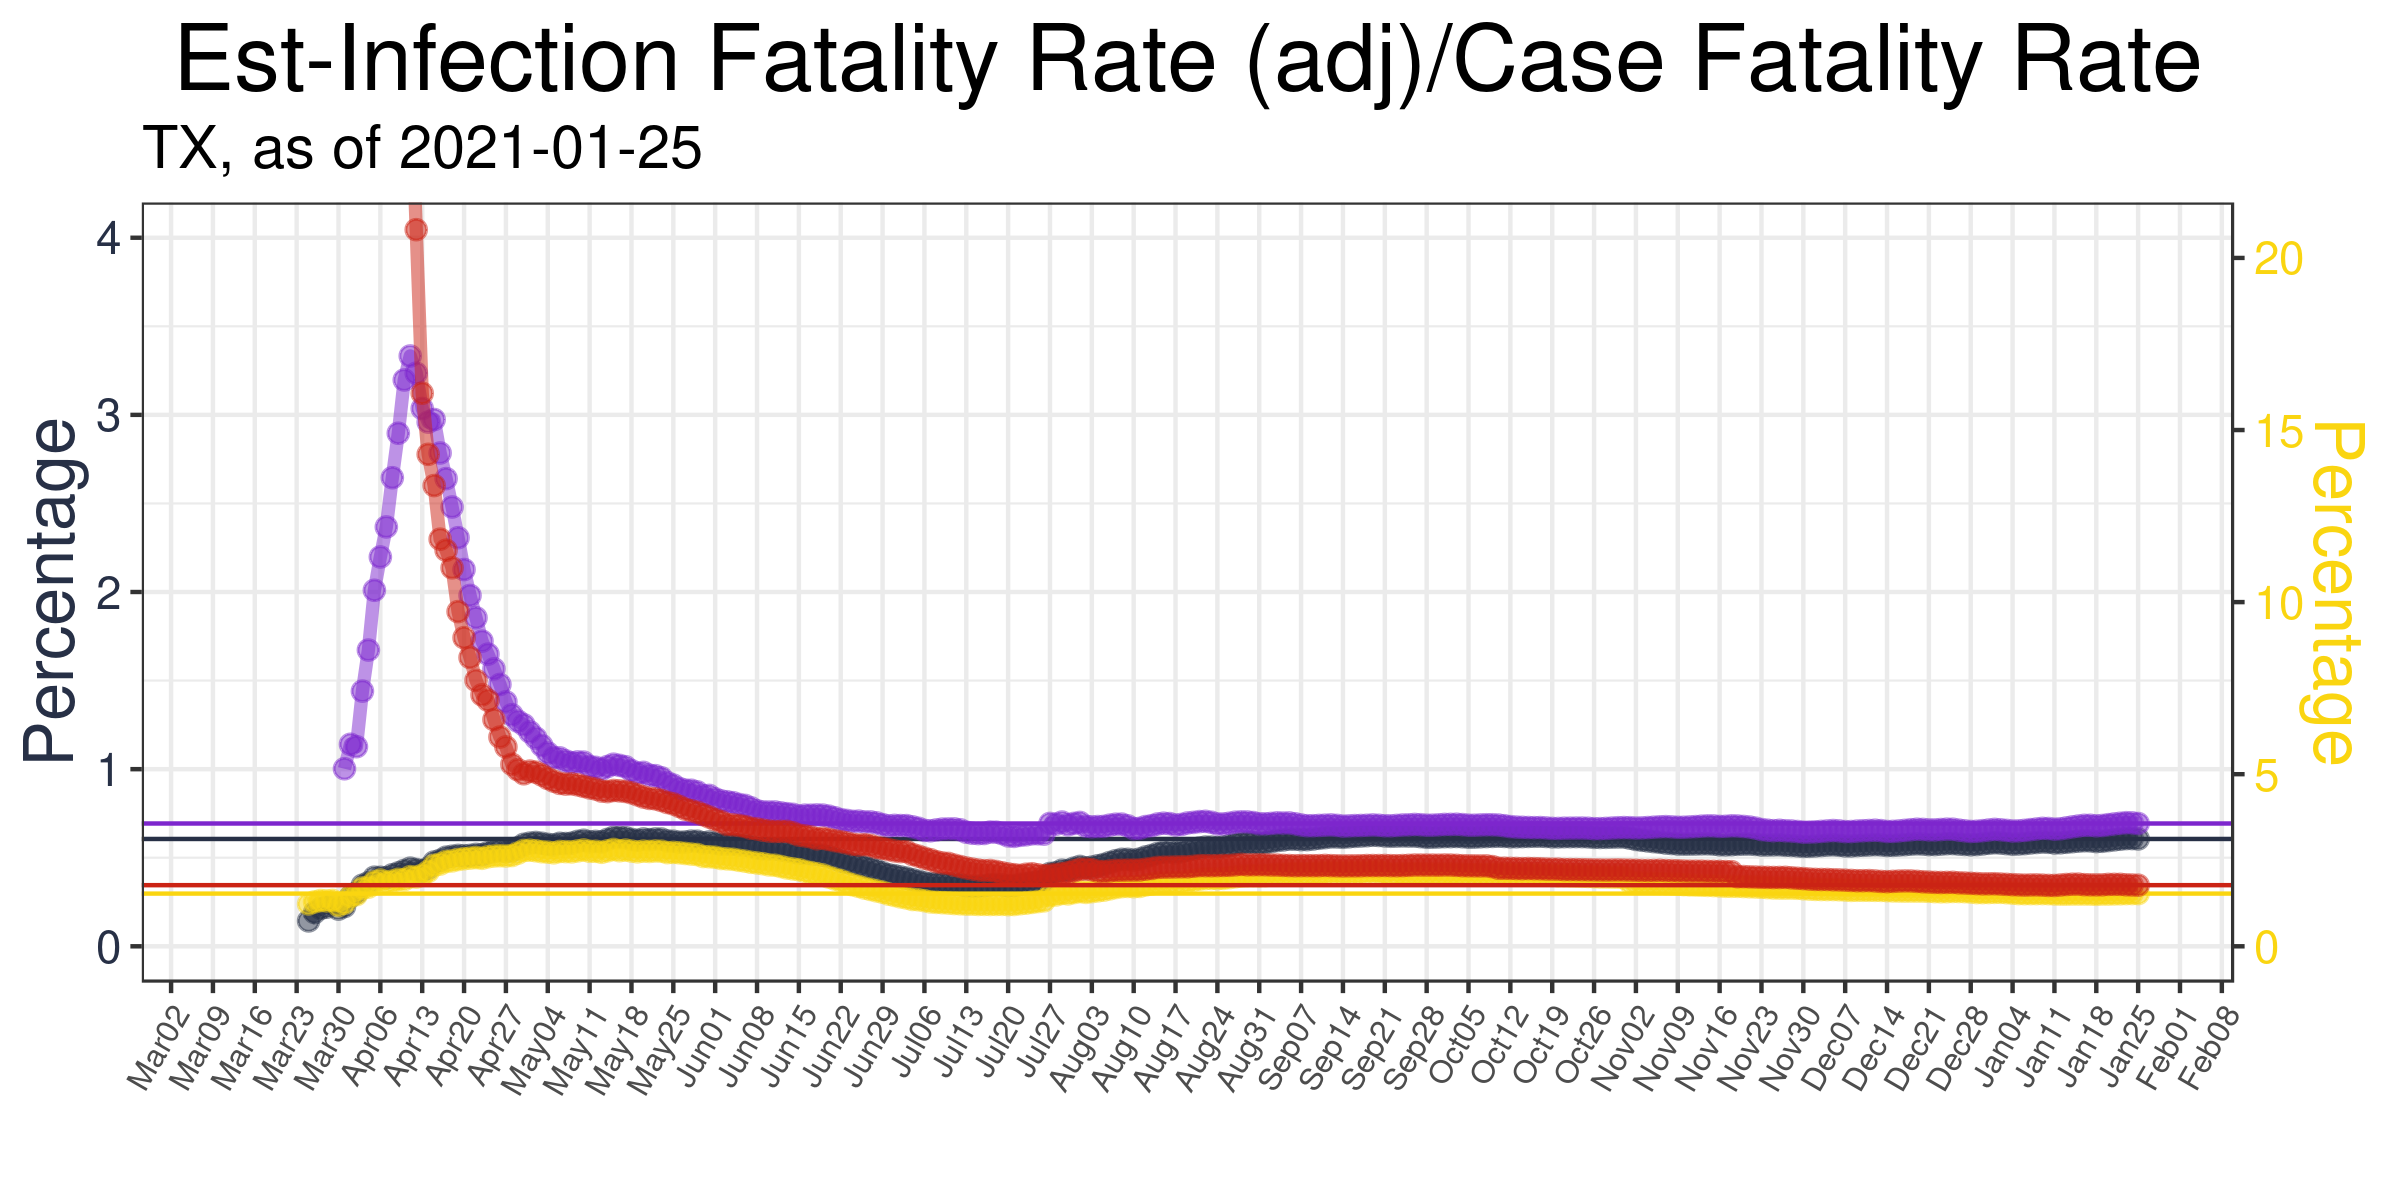 Est-Infection Fatality Rate (adj)/Case Fatality Rate
TX, as of 2021-01-25
Percentage
4
3
2
1
0
20
15
10
5
0
Percentage
Mar02 Mar09 Mar16 Mar23 Mar30 Apr06 Apr13 Apr20 Apr27 May04 May11 May18 May25 Jun01 Jun08 Jun15 Jun22 Jun29 Jul06 Jul13 Jul20 Jul27 Aug03 Aug10 Aug17 Aug24 Aug31 Sep07 Sep14 Sep21 Sep28 Oct05 Oct12 Oct19 Oct26 Nov02 Nov09 Nov16 Nov23 Nov30 Dec07 Dec14 Dec21 Dec28 Jan04 Jan11 Jan18 Jan25 Feb01 Feb08